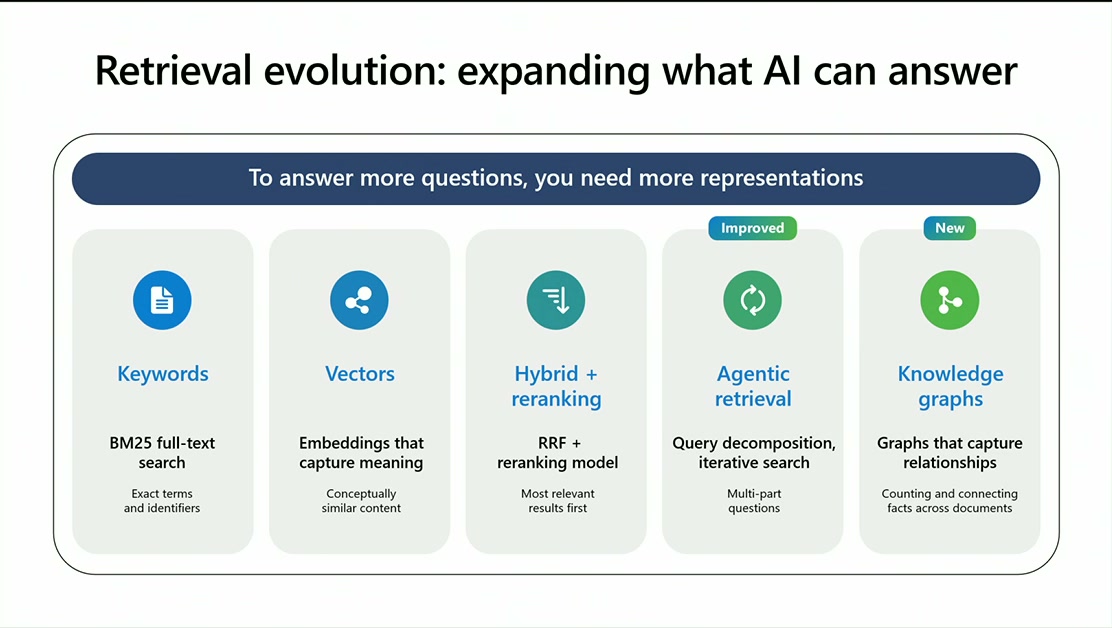 Retrieval evolution: expanding what AI can answer
To answer more questions, you need more representations
Keywords
BM25 full-text
search
Exact terms
and identifiers
Vectors
Embeddings that
capture meaning
Conceptually
similar content
Hybrid +
reranking
RRF +
reranking model
Most relevant
results first
Improved
Agentic
retrieval
Query decomposition,
iterative search
Multi-part
questions
New
Knowledge
graphs
Graphs that capture
relationships
Counting and connecting
facts across documents